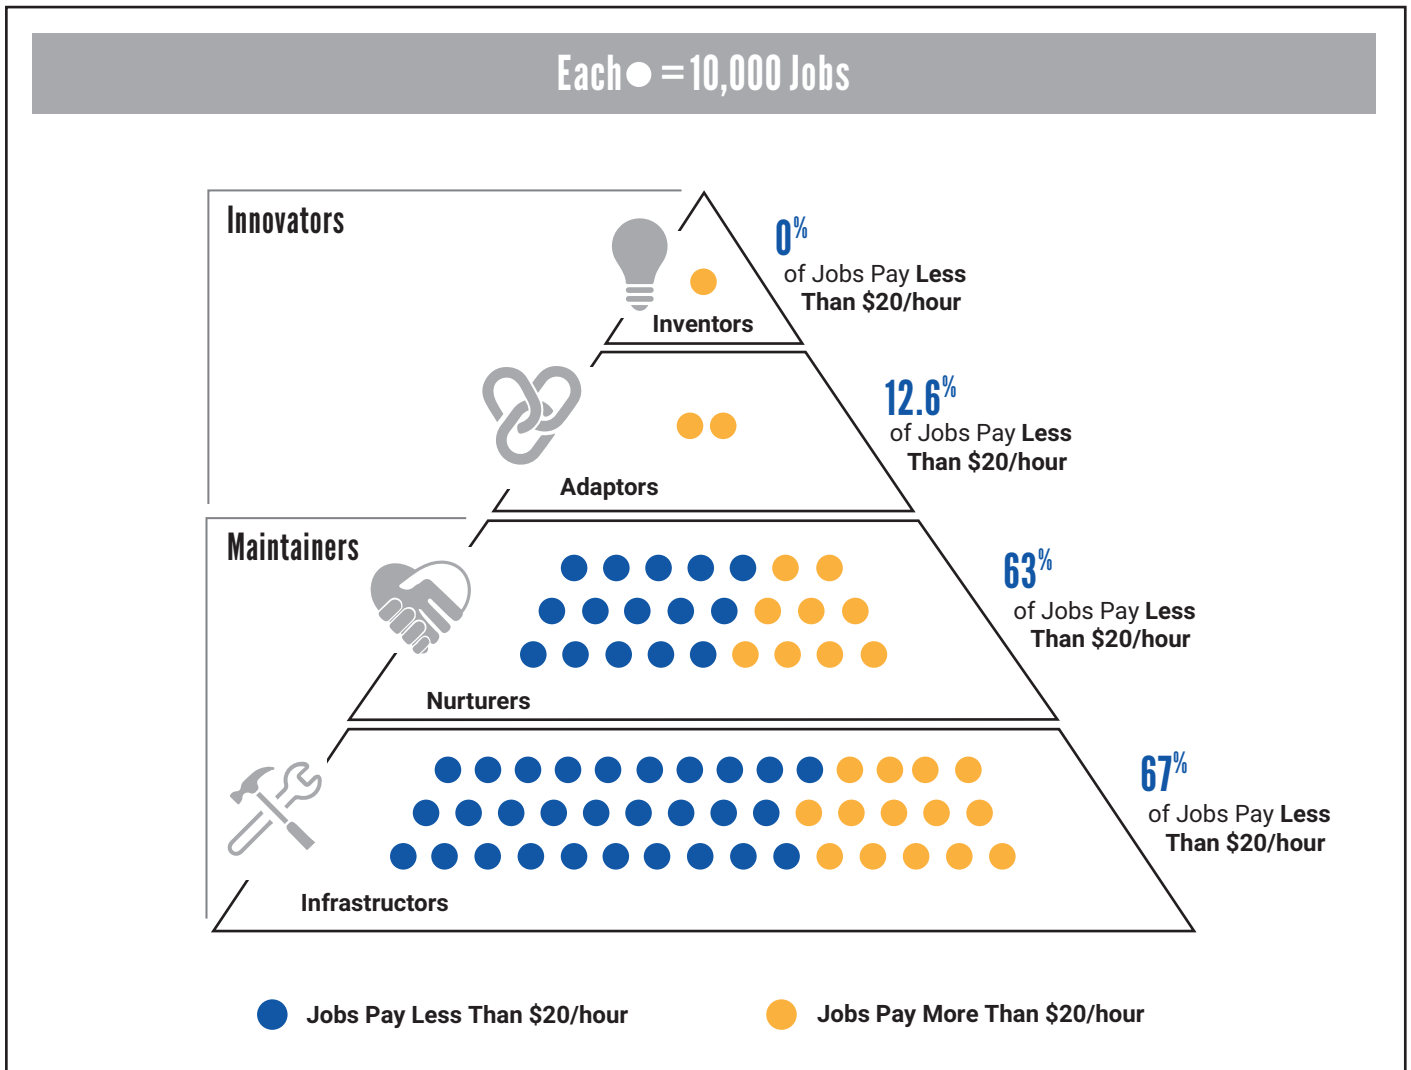 Each = 10,000 Jobs
Innovators
0%
of Jobs Pay Less
Than $20/hour
Inventors
12.6%
of Jobs Pay Less
Than $20/hour
Adaptors
Maintainers
63%
of Jobs Pay Less
Than $20/hour
Nurturers
67%
of Jobs Pay Less
Than $20/hour
Infrastructors
Jobs Pay Less Than $20/hour
Jobs Pay More Than $20/hour